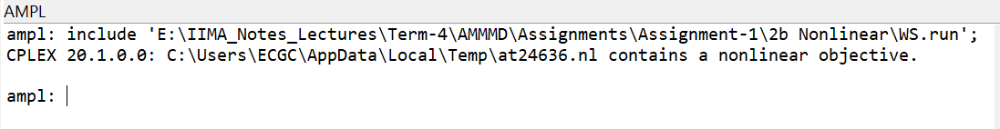 AMPL
ampl: include 'E:\IIMA_Notes_Lectures\Term-4\AMMMD\Assignments\Assignment-1\2b Nonlinear\WS.run';
CPLEX 20.1.0.0: C:\Users\ECGC\AppData\Local\Temp\at24636.nl contains a nonlinear objective.
ampl: